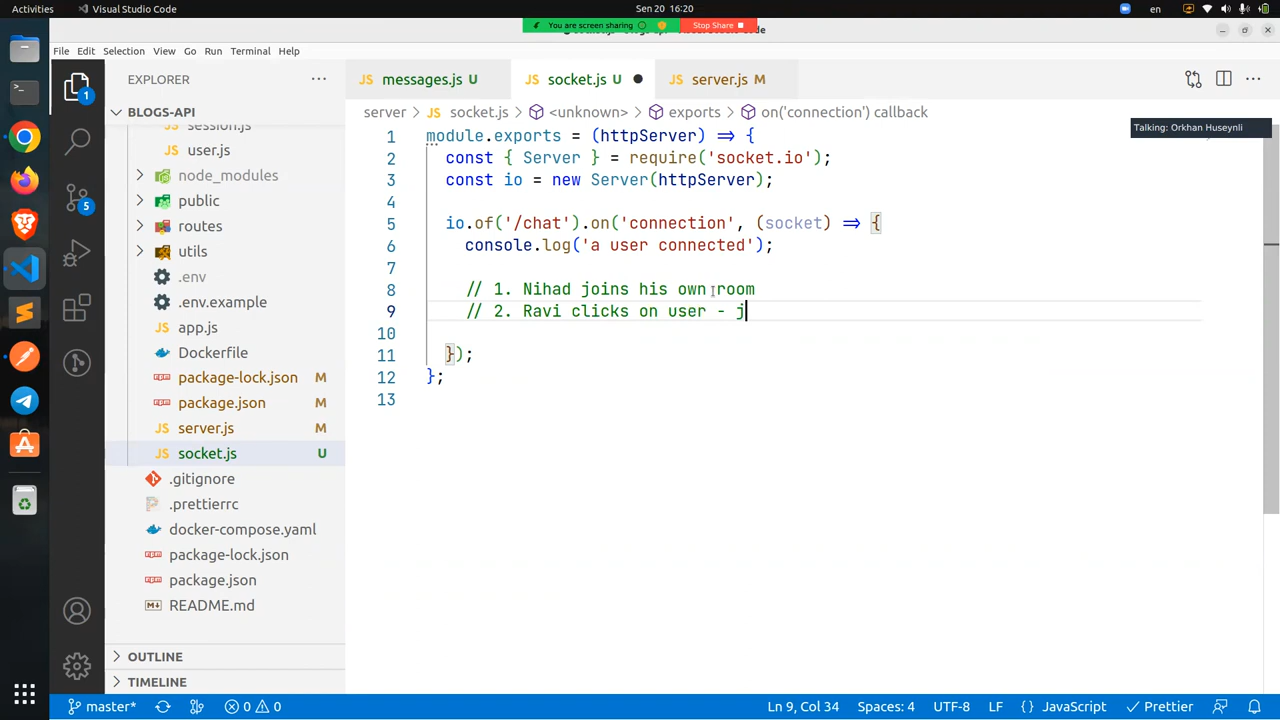 Activities
Visual Studio Code
Sen 20 16:20
en
You are screen sharing
Stop Share
File Edit Selection View Go Run Terminal Help
EXPLORER
messages.js U
socket.js U
server.js M
BLOGS-API
server > JS socket.js > <unknown> > exports > on('connection') callback
Talking: Orkhan Huseynli
session.js
user.js
node_modules
public
routes
utils
.env
.env.example
app.js
Dockerfile
package-lock.json M
package.json M
server.js M
socket.js U
.gitignore
.prettierrc
docker-compose.yaml
package-lock.json
package.json
README.md
OUTLINE
TIMELINE
1 module.exports = (httpServer) => {
2 const { Server } = require('socket.io');
3 const io = new Server(httpServer);
4
5 io.of('/chat').on('connection', (socket) => {
6 console.log('a user connected');
7
8 // 1. Nihad joins his own room
9 // 2. Ravi clicks on user - j
10
11 });
12 };
13
master* 0 0 Ln 9, Col 34 Spaces: 4 UTF-8 LF {} JavaScript Prettier